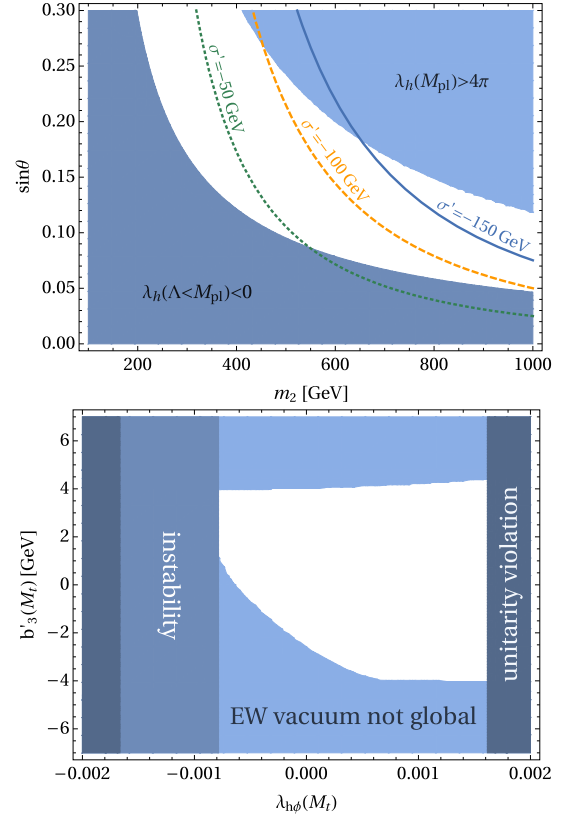 0.30
0.25
0.20
0.15
0.10
0.05
0.00
sinθ
σ'=−50 GeV
σ'=−100 GeV
σ'=−150 GeV
λh(Mpl)>4π
λh(Λ<Mpl)<0
200 400 600 800 1000
m2 [GeV]
6
4
2
0
−2
−4
−6
b'3(Mt) [GeV]
instability
unitarity violation
EW vacuum not global
−0.002 −0.001 0.000 0.001 0.002
λhϕ(Mt)